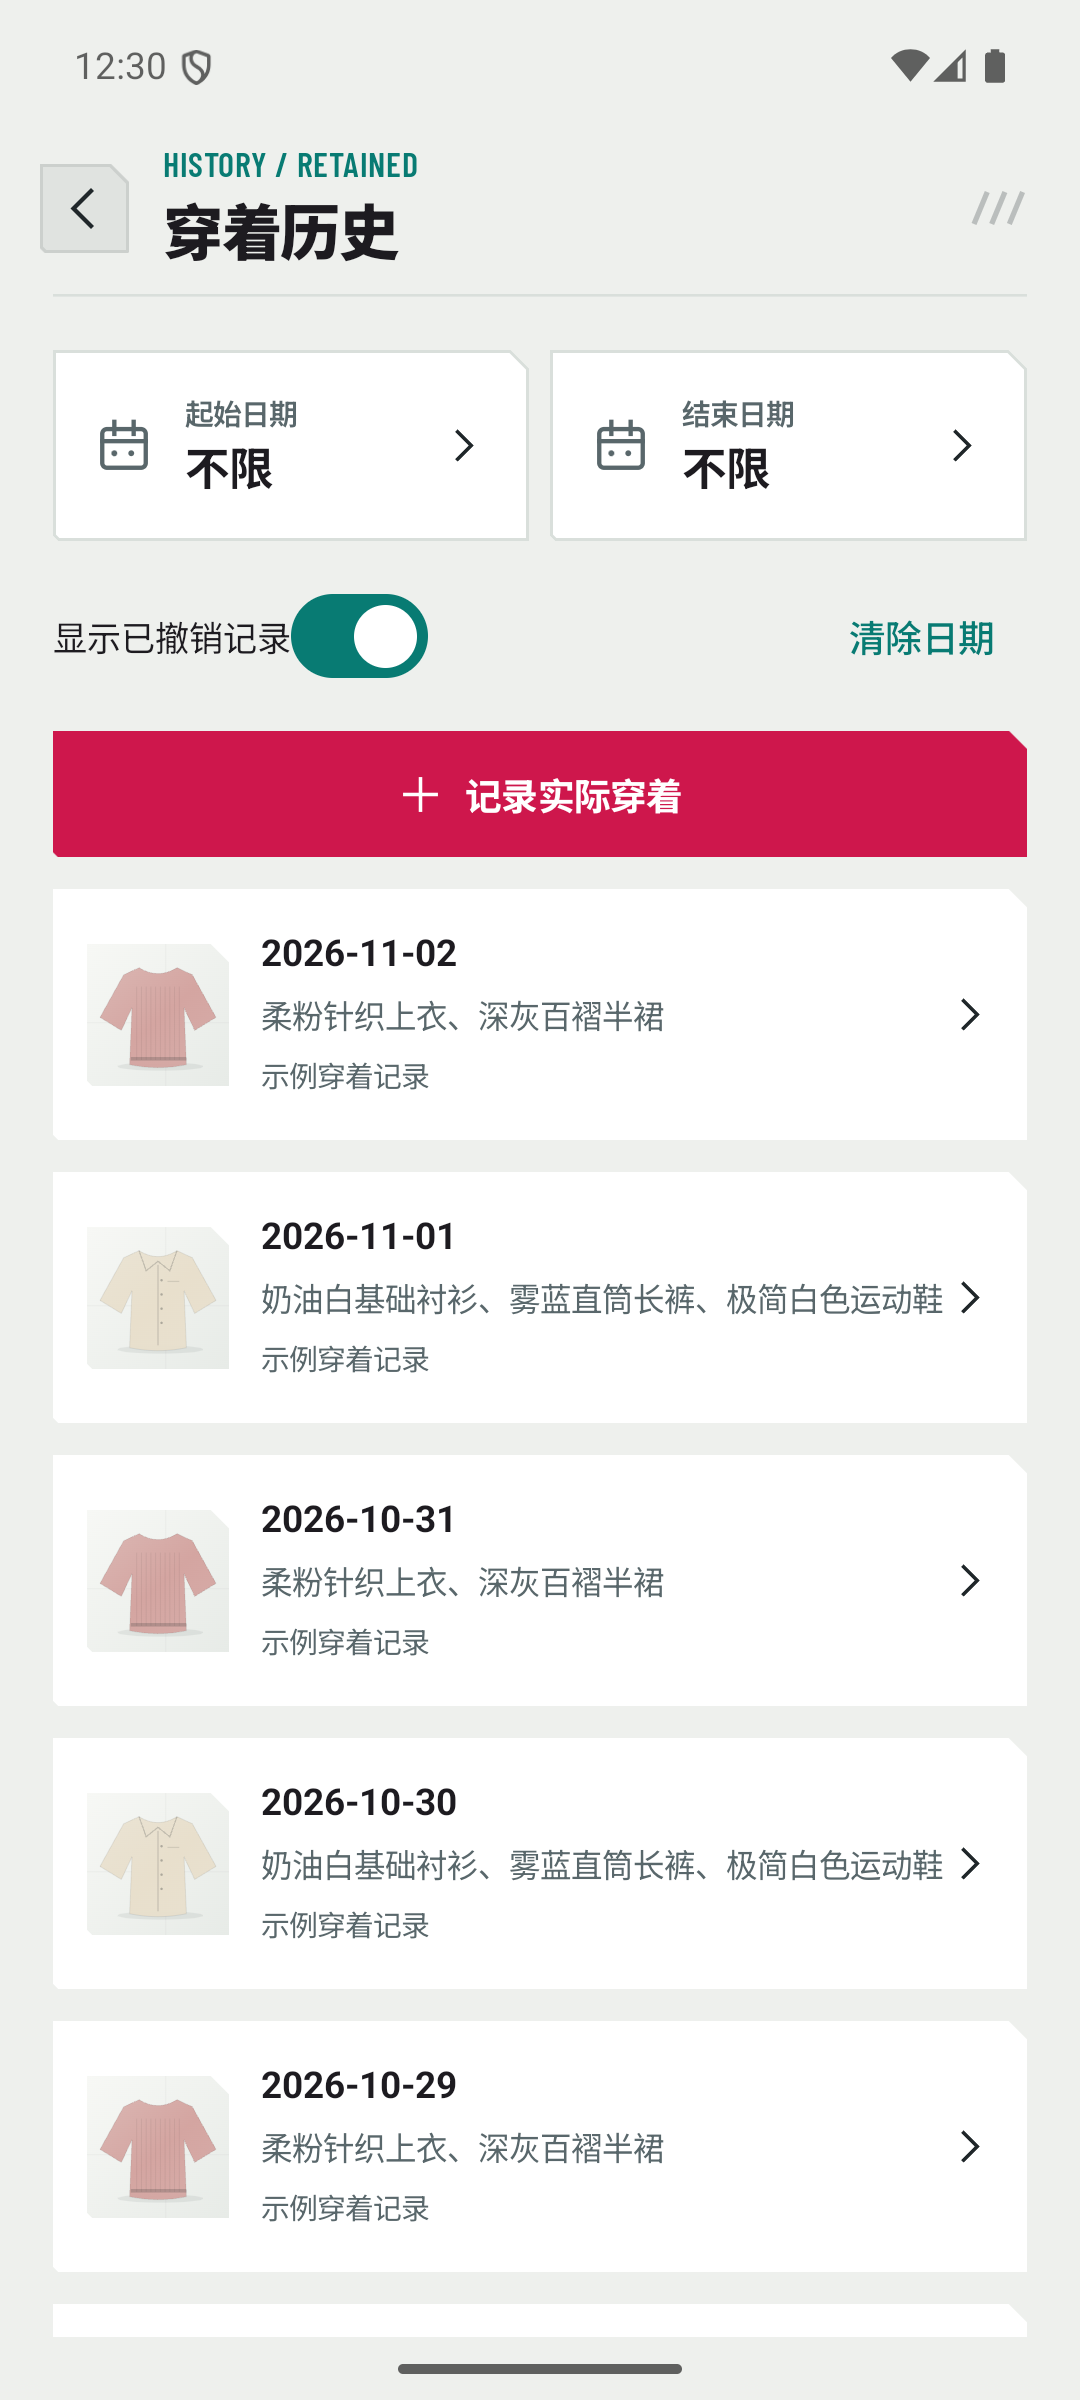 12:30
HISTORY / RETAINED
穿着历史
起始日期
不限
结束日期
不限
显示已撤销记录
清除日期
记录实际穿着
2026-11-02
柔粉针织上衣、深灰百褶半裙
示例穿着记录
2026-11-01
奶油白基础衬衫、雾蓝直筒长裤、极简白色运动鞋
示例穿着记录
2026-10-31
柔粉针织上衣、深灰百褶半裙
示例穿着记录
2026-10-30
奶油白基础衬衫、雾蓝直筒长裤、极简白色运动鞋
示例穿着记录
2026-10-29
柔粉针织上衣、深灰百褶半裙
示例穿着记录